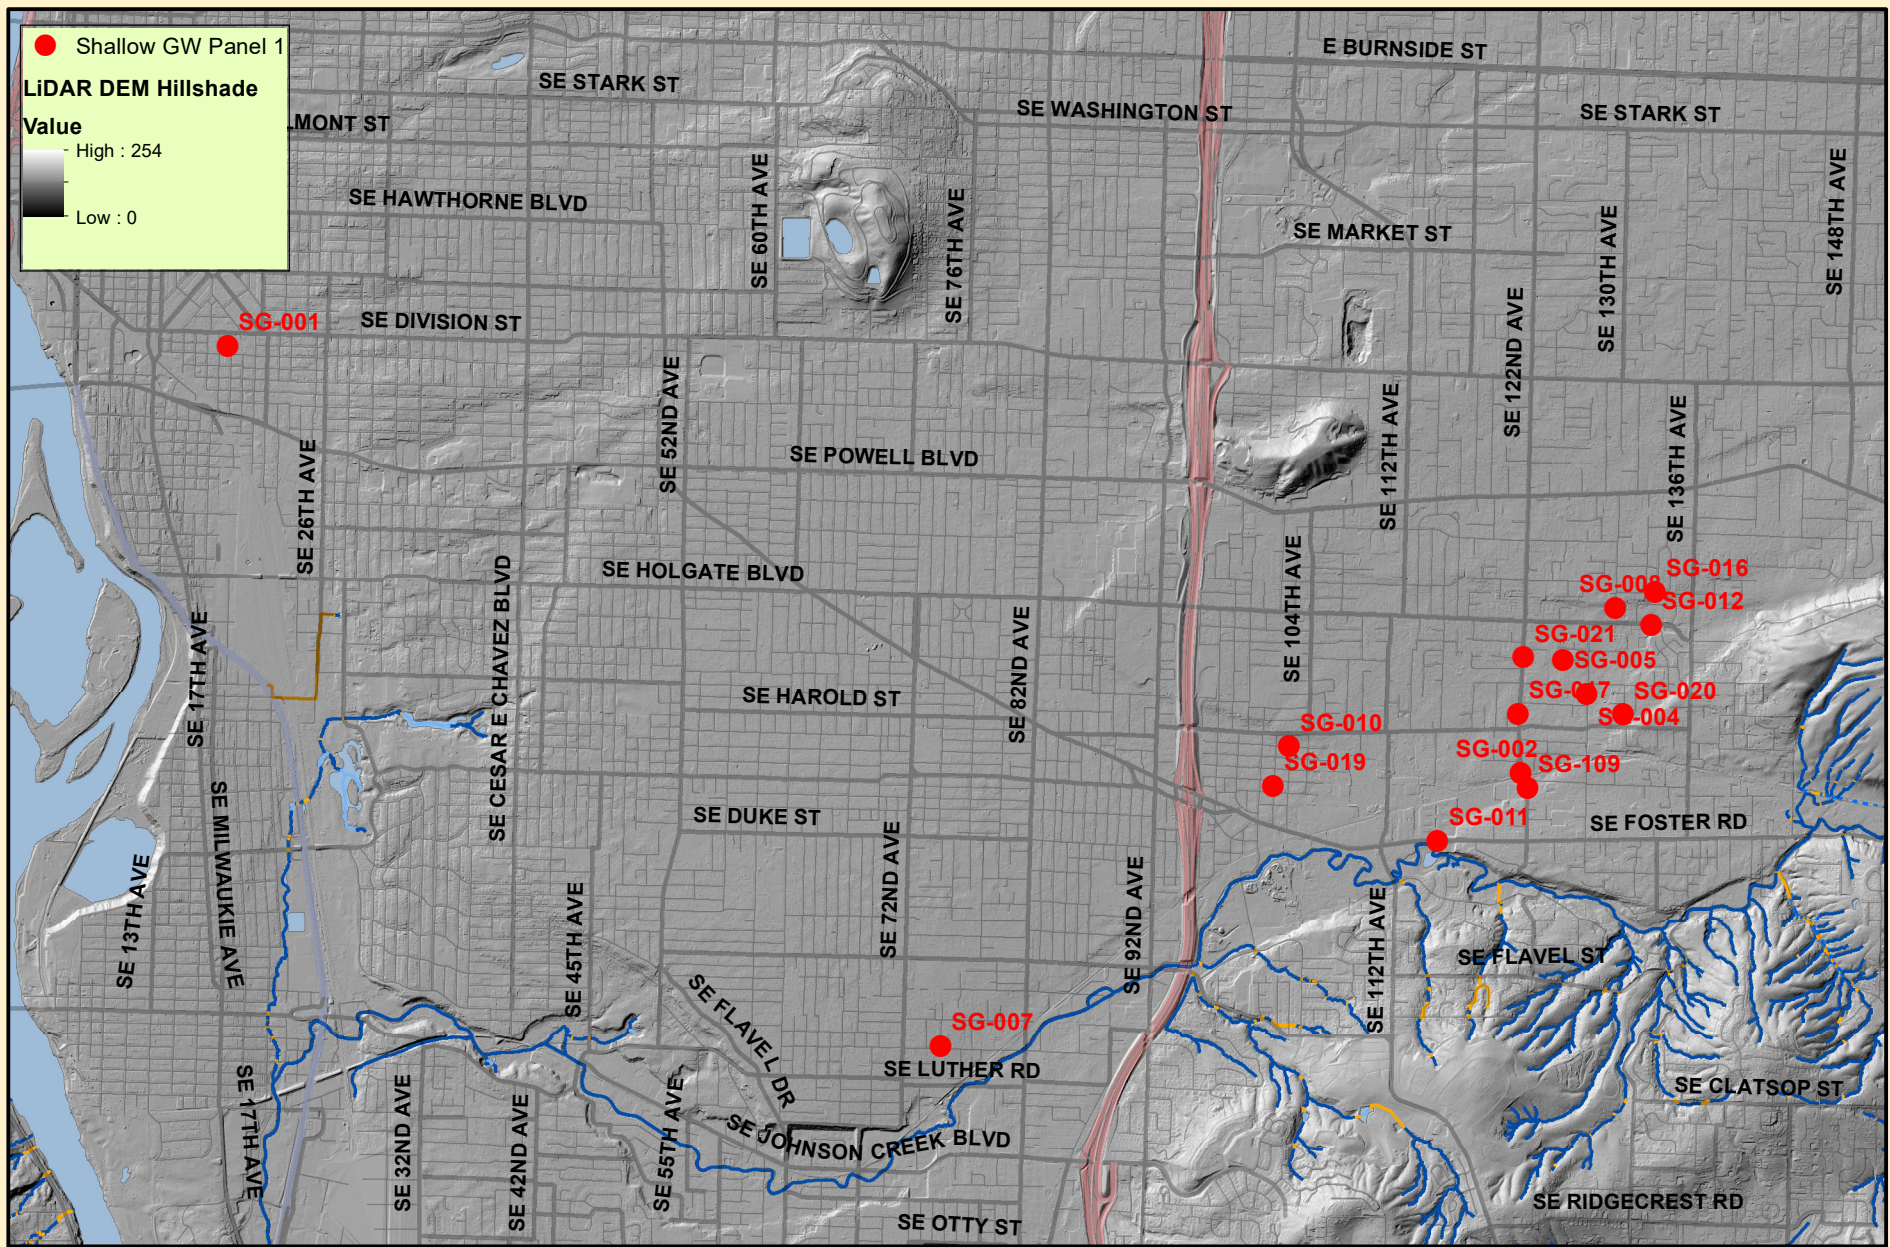 Shallow GW Panel 1
LiDAR DEM Hillshade
Value
High : 254
Low : 0
E BURNSIDE ST
SE STARK ST
SE WASHINGTON ST
SE STARK ST
LMONT ST
SE HAWTHORNE BLVD
SE 60TH AVE
SE 76TH AVE
SE MARKET ST
SE 130TH AVE
SE 148TH AVE
SG-001
SE DIVISION ST
SE 52ND AVE
SE 122ND AVE
SE 112TH AVE
SE 136TH AVE
SE POWELL BLVD
SE 26TH AVE
SE HOLGATE BLVD
SE CESAR E CHAVEZ BLVD
SE 104TH AVE
SG-008
SG-016
SG-012
SG-021
SG-005
SE 17TH AVE
SE 82ND AVE
SE HAROLD ST
SG-020
SG-004
SG-010
SG-019
SG-002
SG-109
SE MILWAUKIE AVE
SE DUKE ST
SG-011
SE FOSTER RD
SE 13TH AVE
SE 45TH AVE
SE 72ND AVE
SE 92ND AVE
SE 112TH AVE
SE FLAVEL ST
SE FLAVEL DR
SG-007
SE LUTHER RD
SE 17TH AVE
SE 32ND AVE
SE 42ND AVE
SE 55TH AVE
SE JOHNSON CREEK BLVD
SE CLATSOP ST
SE RIDGECREST RD
SE OTTY ST